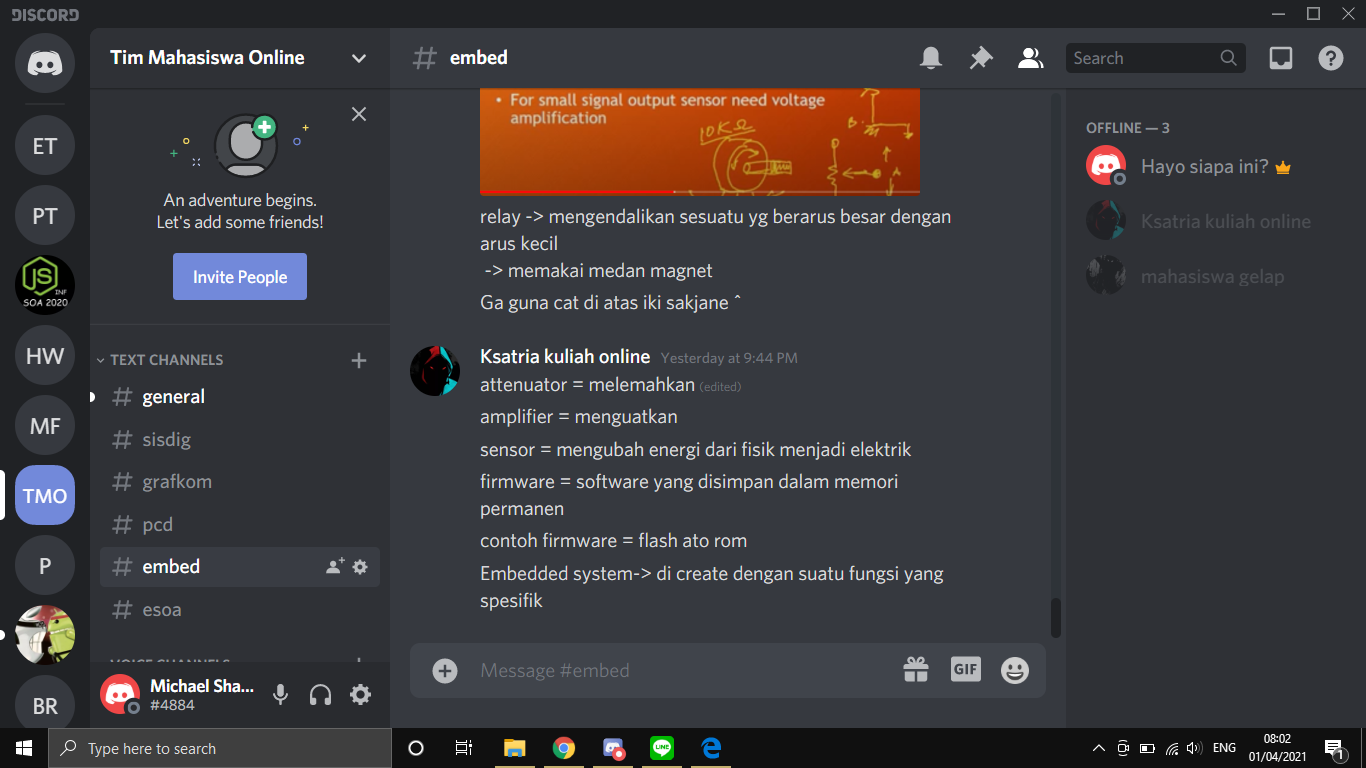 DISCORD
ET
PT
JS
INF
SOA 2020
HW
MF
TMO
P
BR
Tim Mahasiswa Online
An adventure begins.
Let's add some friends!
Invite People
TEXT CHANNELS
general
sisdig
grafkom
pcd
embed
esoa
VOICE CHANNELS
Michael Sha...
#4884
# embed
Search
• For small signal output sensor need voltage
amplification
10KΩ
relay -> mengendalikan sesuatu yg berarus besar dengan
arus kecil
-> memakai medan magnet
Ga guna cat di atas iki sakjane ^
Ksatria kuliah online Yesterday at 9:44 PM
attenuator = melemahkan (edited)
amplifier = menguatkan
sensor = mengubah energi dari fisik menjadi elektrik
firmware = software yang disimpan dalam memori
permanen
contoh firmware = flash ato rom
Embedded system-> di create dengan suatu fungsi yang
spesifik
Message #embed
GIF
OFFLINE — 3
Hayo siapa ini?
Ksatria kuliah online
mahasiswa gelap
Type here to search
LINE
ENG
08:02
01/04/2021
1